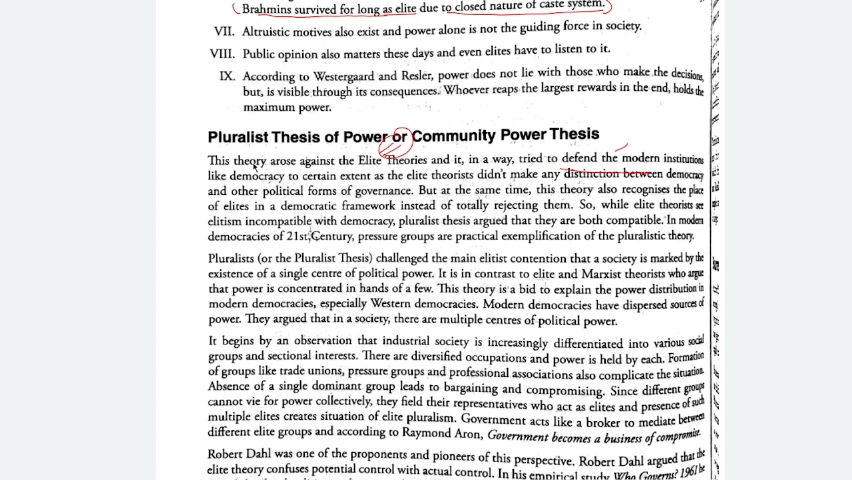 Brahmins survived for long as elite due to closed nature of caste system.
VII. Altruistic motives also exist and power alone is not the guiding force in society.
VIII. Public opinion also matters these days and even elites have to listen to it.
IX. According to Westergaard and Resler, power does not lie with those who make the decisions,
but, is visible through its consequences. Whoever reaps the largest rewards in the end, holds the
maximum power.
Pluralist Thesis of Power or Community Power Thesis
This theory arose against the Elite Theories and it, in a way, tried to defend the modern institutions
like democracy to certain extent as the elite theorists didn't make any distinction between democracy
and other political forms of governance. But at the same time, this theory also recognises the place
of elites in a democratic framework instead of totally rejecting them. So, while elite theorists see
elitism incompatible with democracy, pluralist thesis argued that they are both compatible. In modern
democracies of 21st Century, pressure groups are practical exemplification of the pluralistic theory.
Pluralists (or the Pluralist Thesis) challenged the main elitist contention that a society is marked by the
existence of a single centre of political power. It is in contrast to elite and Marxist theorists who argue
that power is concentrated in hands of a few. This theory is a bid to explain the power distribution in
modern democracies, especially Western democracies. Modern democracies have dispersed sources of
power. They argued that in a society, there are multiple centres of political power.
It begins by an observation that industrial society is increasingly differentiated into various social
groups and sectional interests. There are diversified occupations and power is held by each. Formation
of groups like trade unions, pressure groups and professional associations also complicate the situation.
Absence of a single dominant group leads to bargaining and compromising. Since different groups
cannot vie for power collectively, they field their representatives who act as elites and presence of such
multiple elites creates situation of elite pluralism. Government acts like a broker to mediate between
different elite groups and according to Raymond Aron, Government becomes a business of compromise.
Robert Dahl was one of the proponents and pioneers of this perspective. Robert Dahl argued that the
elite theory confuses potential control with actual control. In his empirical study Who Governs? 1961 he